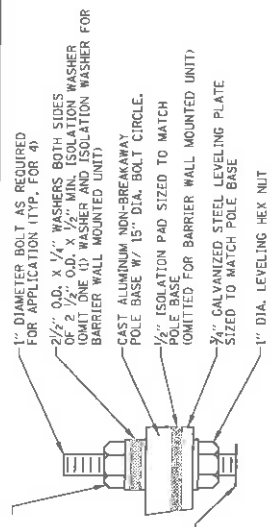 1" DIAMETER BOLT AS REQUIRED
FOR APPLICATION (TYP. FOR 4)
2½" O.D. X ¼" WASHERS BOTH SIDES
OF 2 ½" O.D. X ½" MIN. ISOLATION WASHER
(OMIT ONE (1) WASHER AND ISOLATION WASHER FOR
BARRIER WALL MOUNTED UNIT)
CAST ALUMINUM NON-BREAKAWAY
POLE BASE W/ 15" DIA. BOLT CIRCLE.
½" ISOLATION PAD SIZED TO MATCH
POLE BASE
(OMITTED FOR BARRIER WALL MOUNTED UNIT)
¾" GALVANIZED STEEL LEVELING PLATE
SIZED TO MATCH POLE BASE
1" DIA. LEVELING HEX NUT